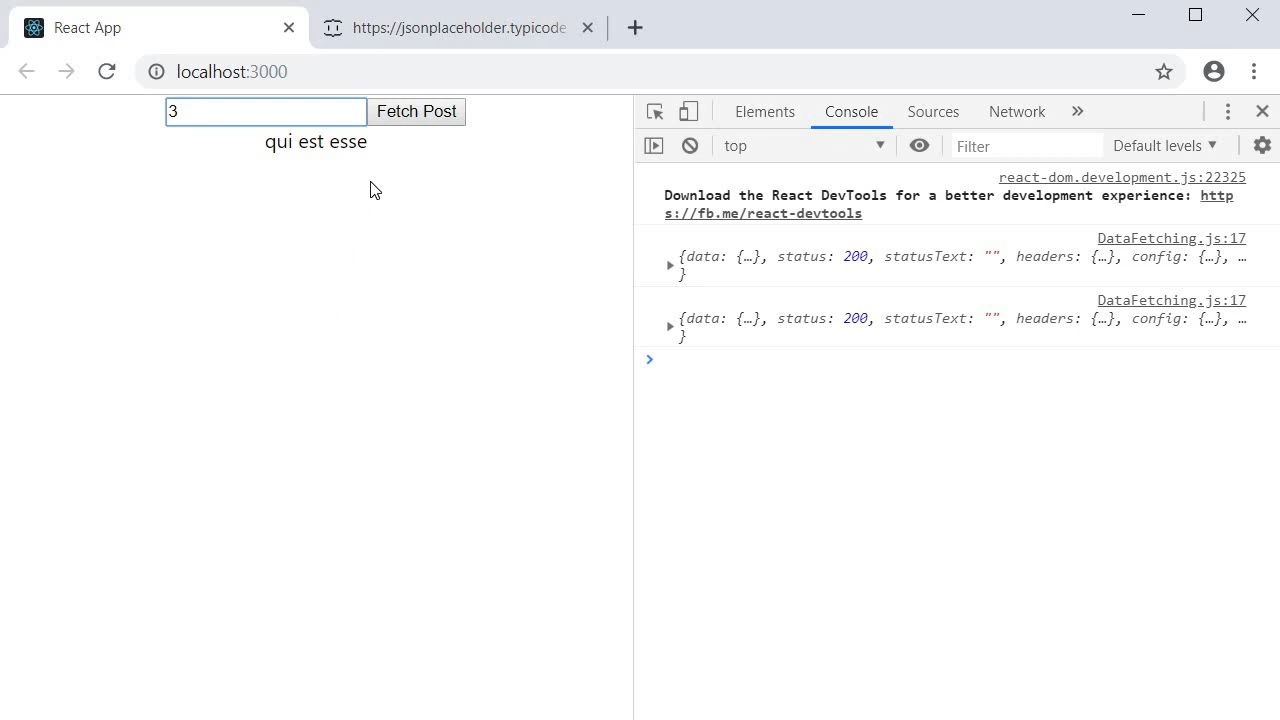 React App
https://jsonplaceholder.typicode
localhost:3000
3 Fetch Post
qui est esse
Elements Console Sources Network
top Filter Default levels
react-dom.development.js:22325
Download the React DevTools for a better development experience: http
s://fb.me/react-devtools
DataFetching.js:17
{data: {…}, status: 200, statusText: "", headers: {…}, config: {…}, …
}
DataFetching.js:17
{data: {…}, status: 200, statusText: "", headers: {…}, config: {…}, …
}